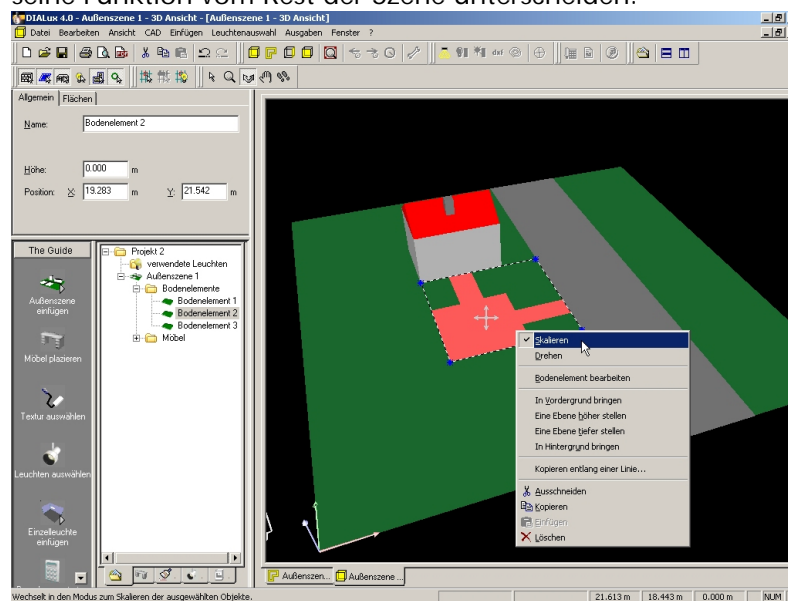 seine Funktion vom Rest der Szene unterscheiden.
DIALux 4.0 - Außenszene 1 - 3D Ansicht - [Außenszene 1 - 3D Ansicht]
Datei Bearbeiten Ansicht CAD Einfügen Leuchtenauswahl Ausgaben Fenster ?
Allgemein Flächen
Name: Bodenelement 2
Höhe: 0.000 m
Position: X: 19.283 m Y: 21.542 m
The Guide
Außenszene
einfügen
Möbel plazieren
Textur auswählen
Leuchten auswählen
Einzelleuchte
einfügen
Projekt 2
verwendete Leuchten
Außenszene 1
Bodenelemente
Bodenelement 1
Bodenelement 2
Bodenelement 3
Möbel
Skalieren
Drehen
Bodenelement bearbeiten
In Vordergrund bringen
Eine Ebene höher stellen
Eine Ebene tiefer stellen
In Hintergrund bringen
Kopieren entlang einer Linie...
Ausschneiden
Kopieren
Einfügen
Löschen
Außenszen... Außenszene ...
Wechselt in den Modus zum Skalieren der ausgewählten Objekte. 21.613 m 18.443 m 0.000 m NUM